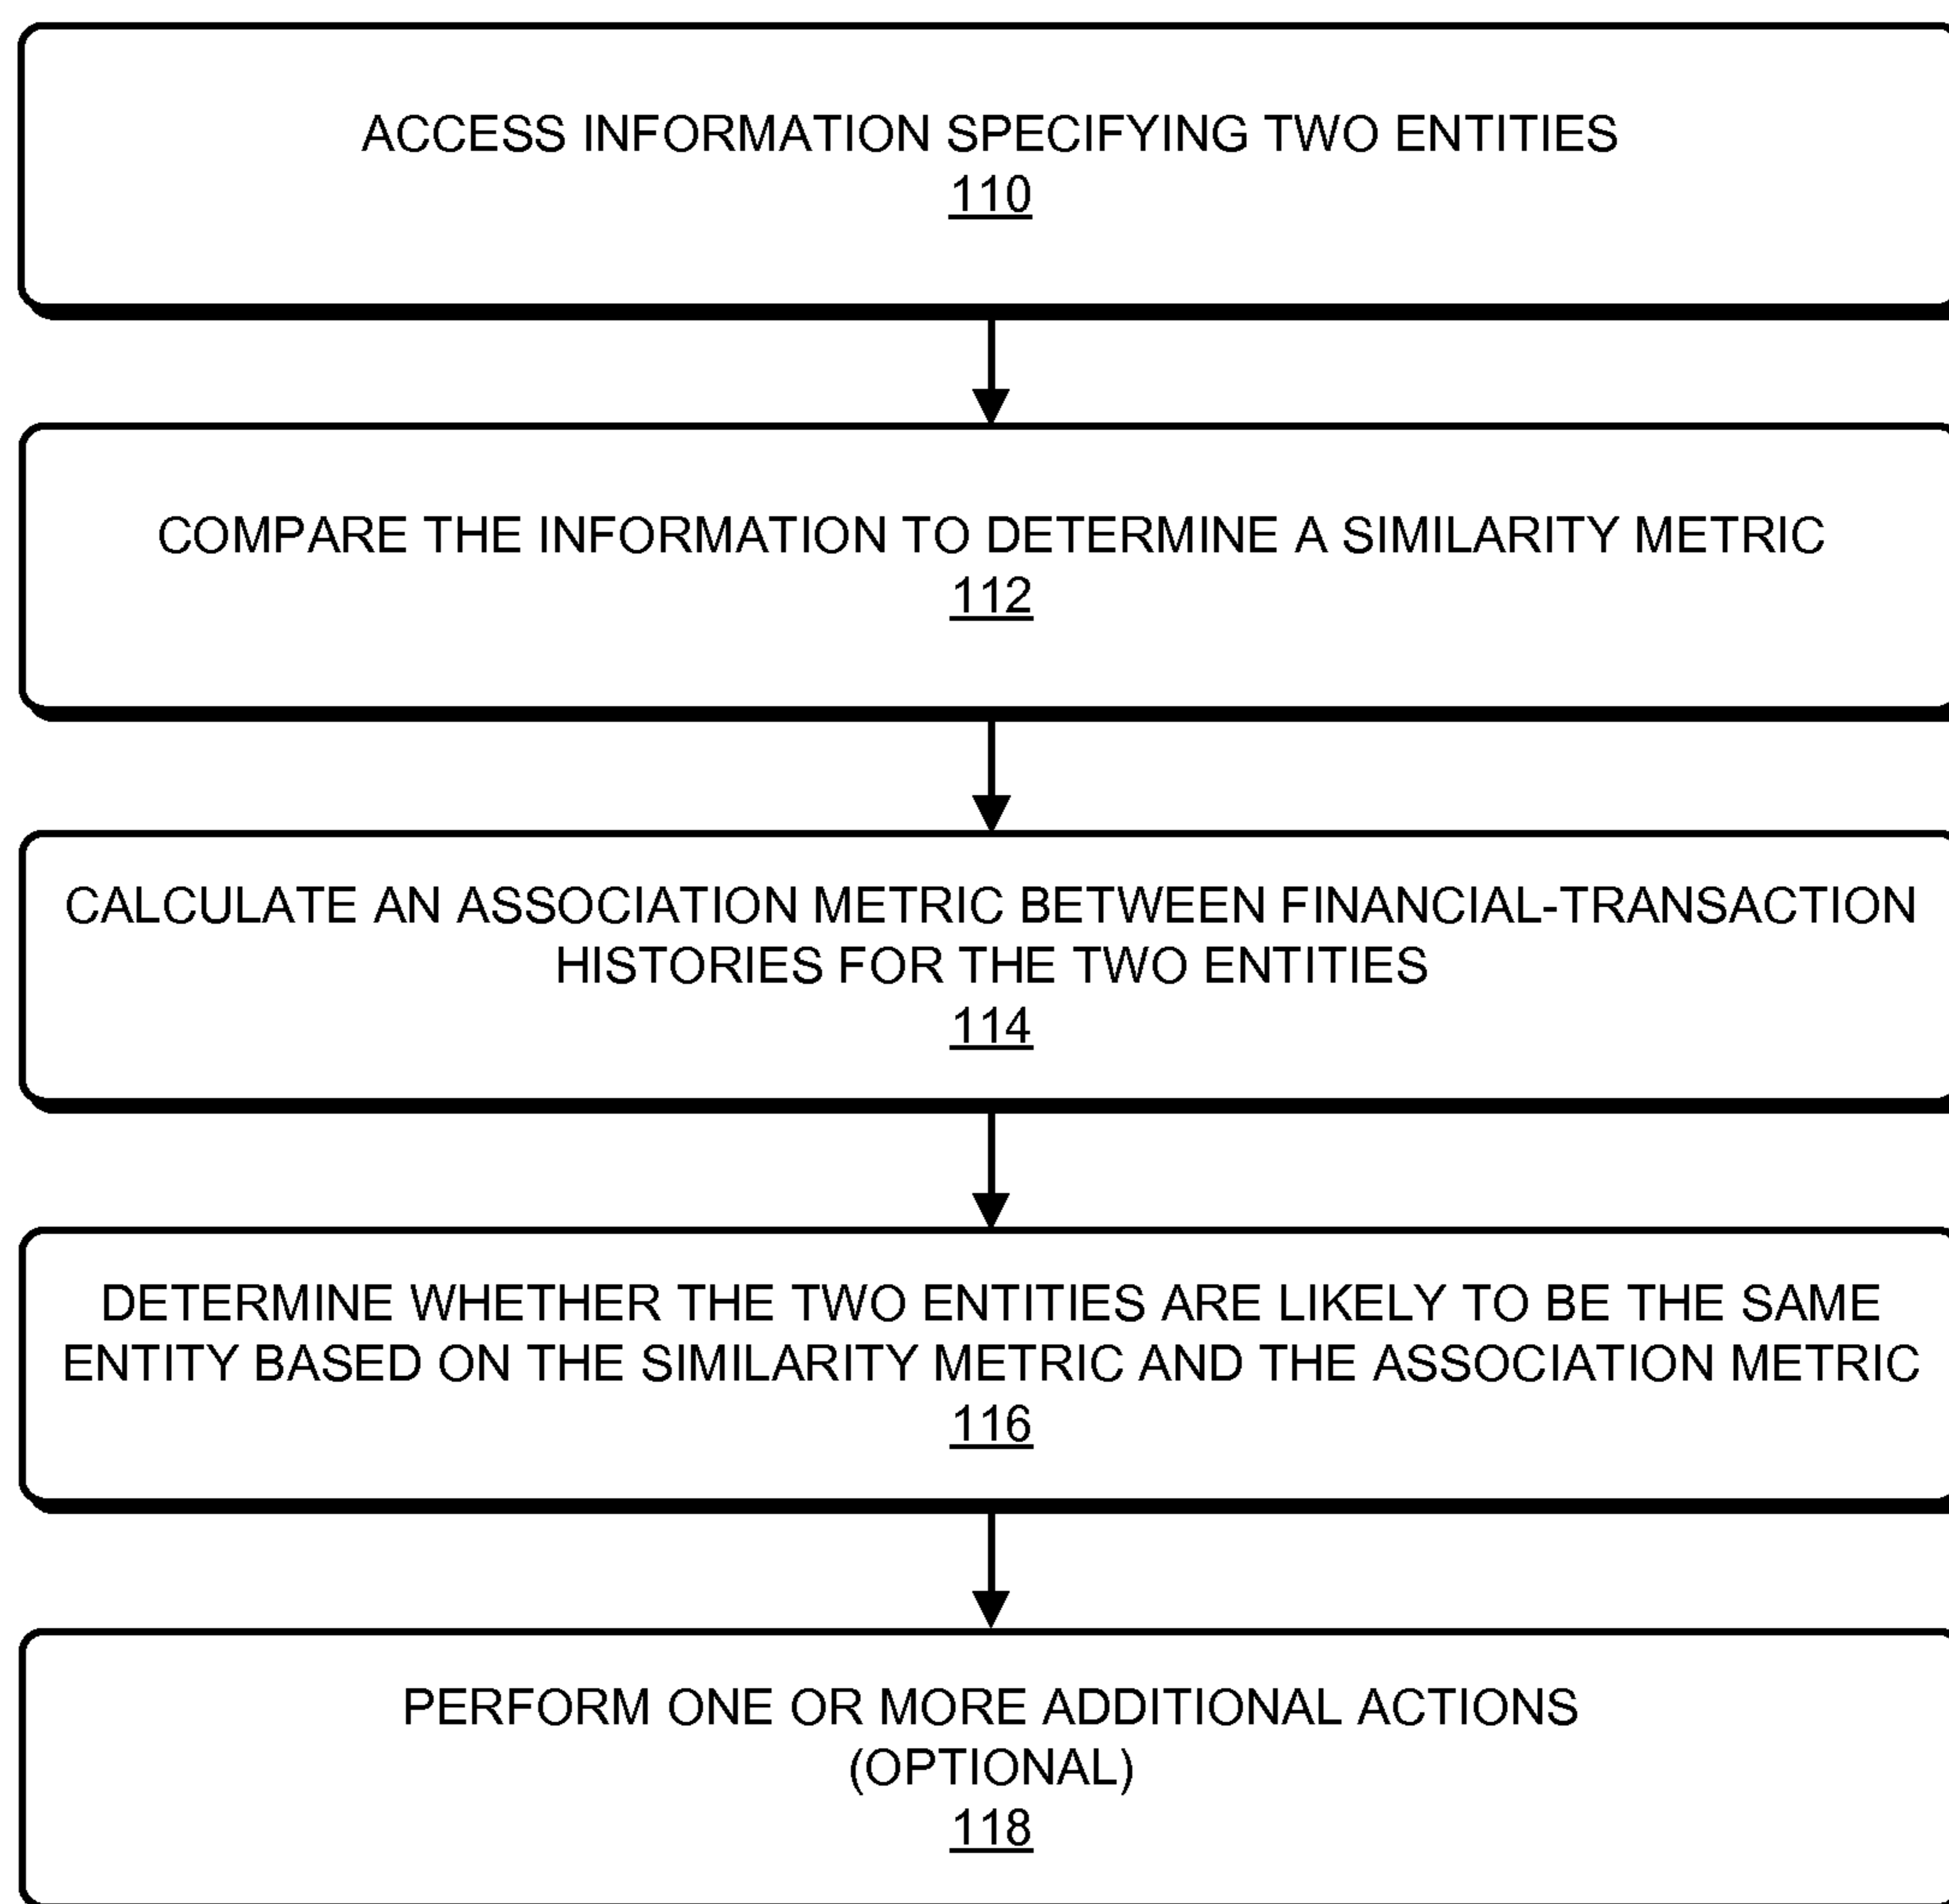 ACCESS INFORMATION SPECIFYING TWO ENTITIES
110
COMPARE THE INFORMATION TO DETERMINE A SIMILARITY METRIC
112
CALCULATE AN ASSOCIATION METRIC BETWEEN FINANCIAL-TRANSACTION
HISTORIES FOR THE TWO ENTITIES
114
DETERMINE WHETHER THE TWO ENTITIES ARE LIKELY TO BE THE SAME
ENTITY BASED ON THE SIMILARITY METRIC AND THE ASSOCIATION METRIC
116
PERFORM ONE OR MORE ADDITIONAL ACTIONS
(OPTIONAL)
118